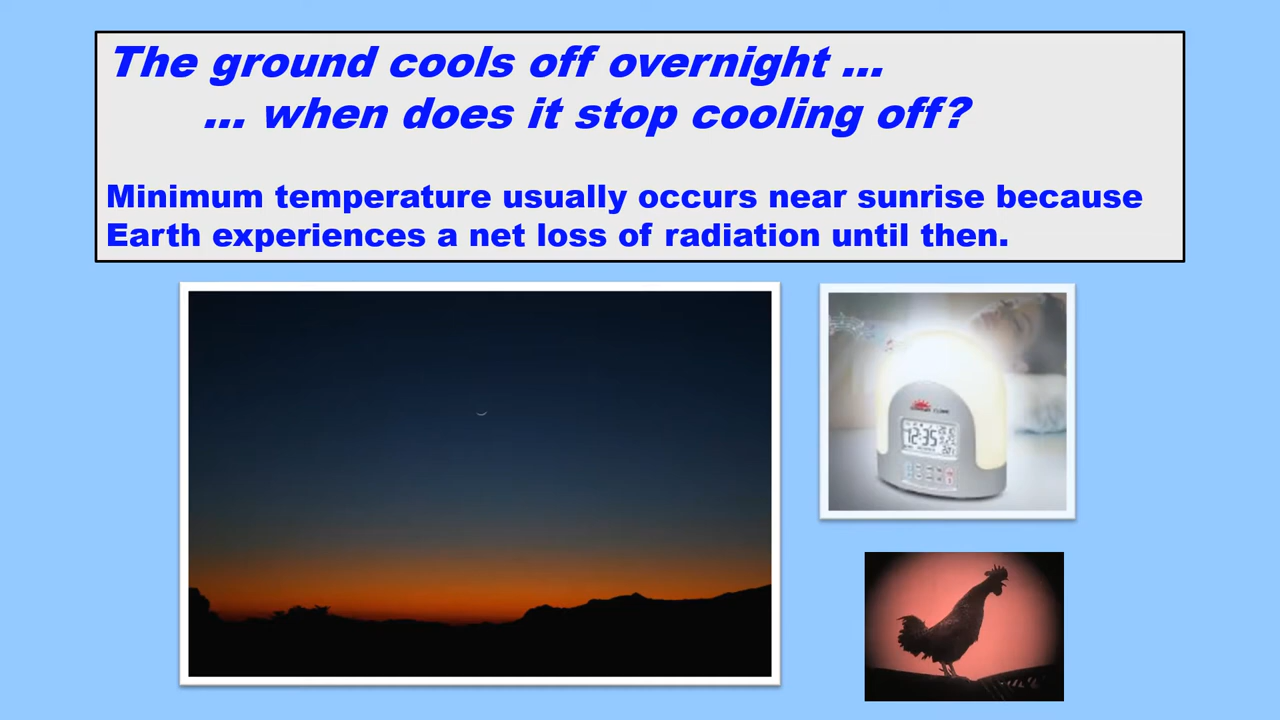 The ground cools off overnight ...
... when does it stop cooling off?
Minimum temperature usually occurs near sunrise because
Earth experiences a net loss of radiation until then.
12:35